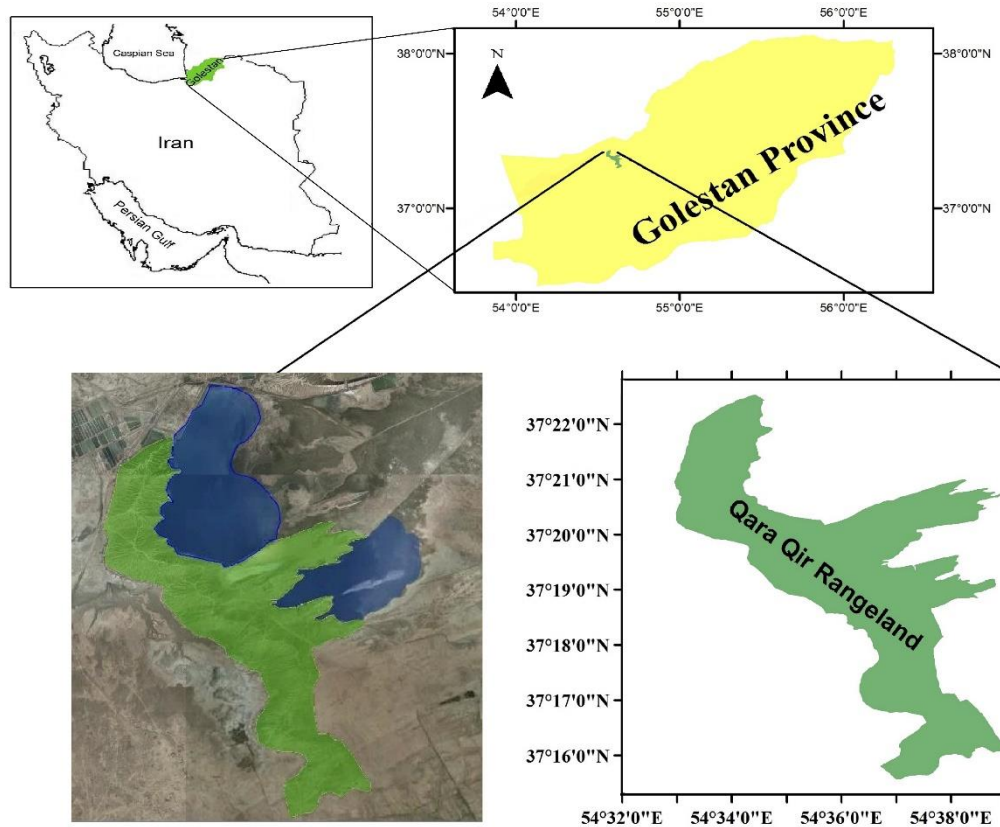 Caspian Sea
Golestan
Iran
Persian Gulf
54°0'0"E 55°0'0"E 56°0'0"E
38°0'0"N 38°0'0"N
N
Golestan Province
37°0'0"N 37°0'0"N
54°0'0"E 55°0'0"E 56°0'0"E
37°22'0"N
37°21'0"N
37°20'0"N
37°19'0"N
37°18'0"N
37°17'0"N
37°16'0"N
Qara Qir Rangeland
54°32'0"E 54°34'0"E 54°36'0"E 54°38'0"E